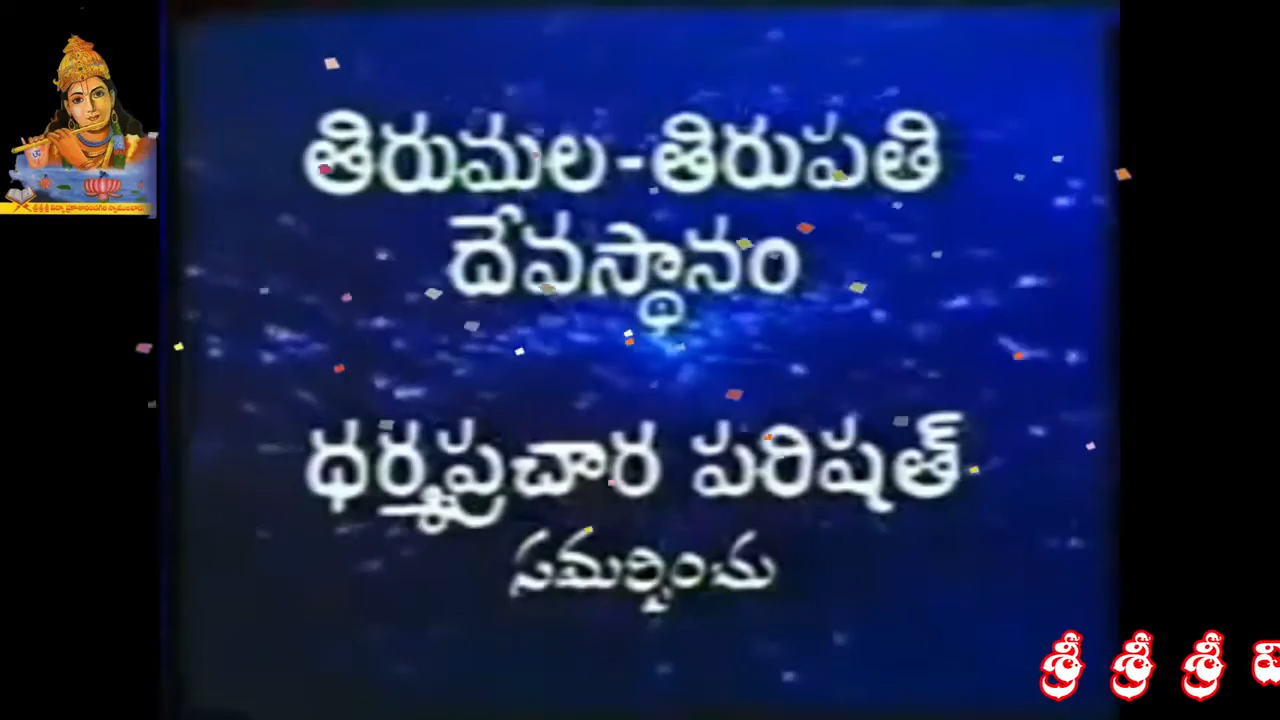 తిరుమల-తిరుపతి
దేవస్థానం
ధర్మప్రచార పరిషత్
సమర్పించు
శ్రీ శ్రీ శ్రీ వి